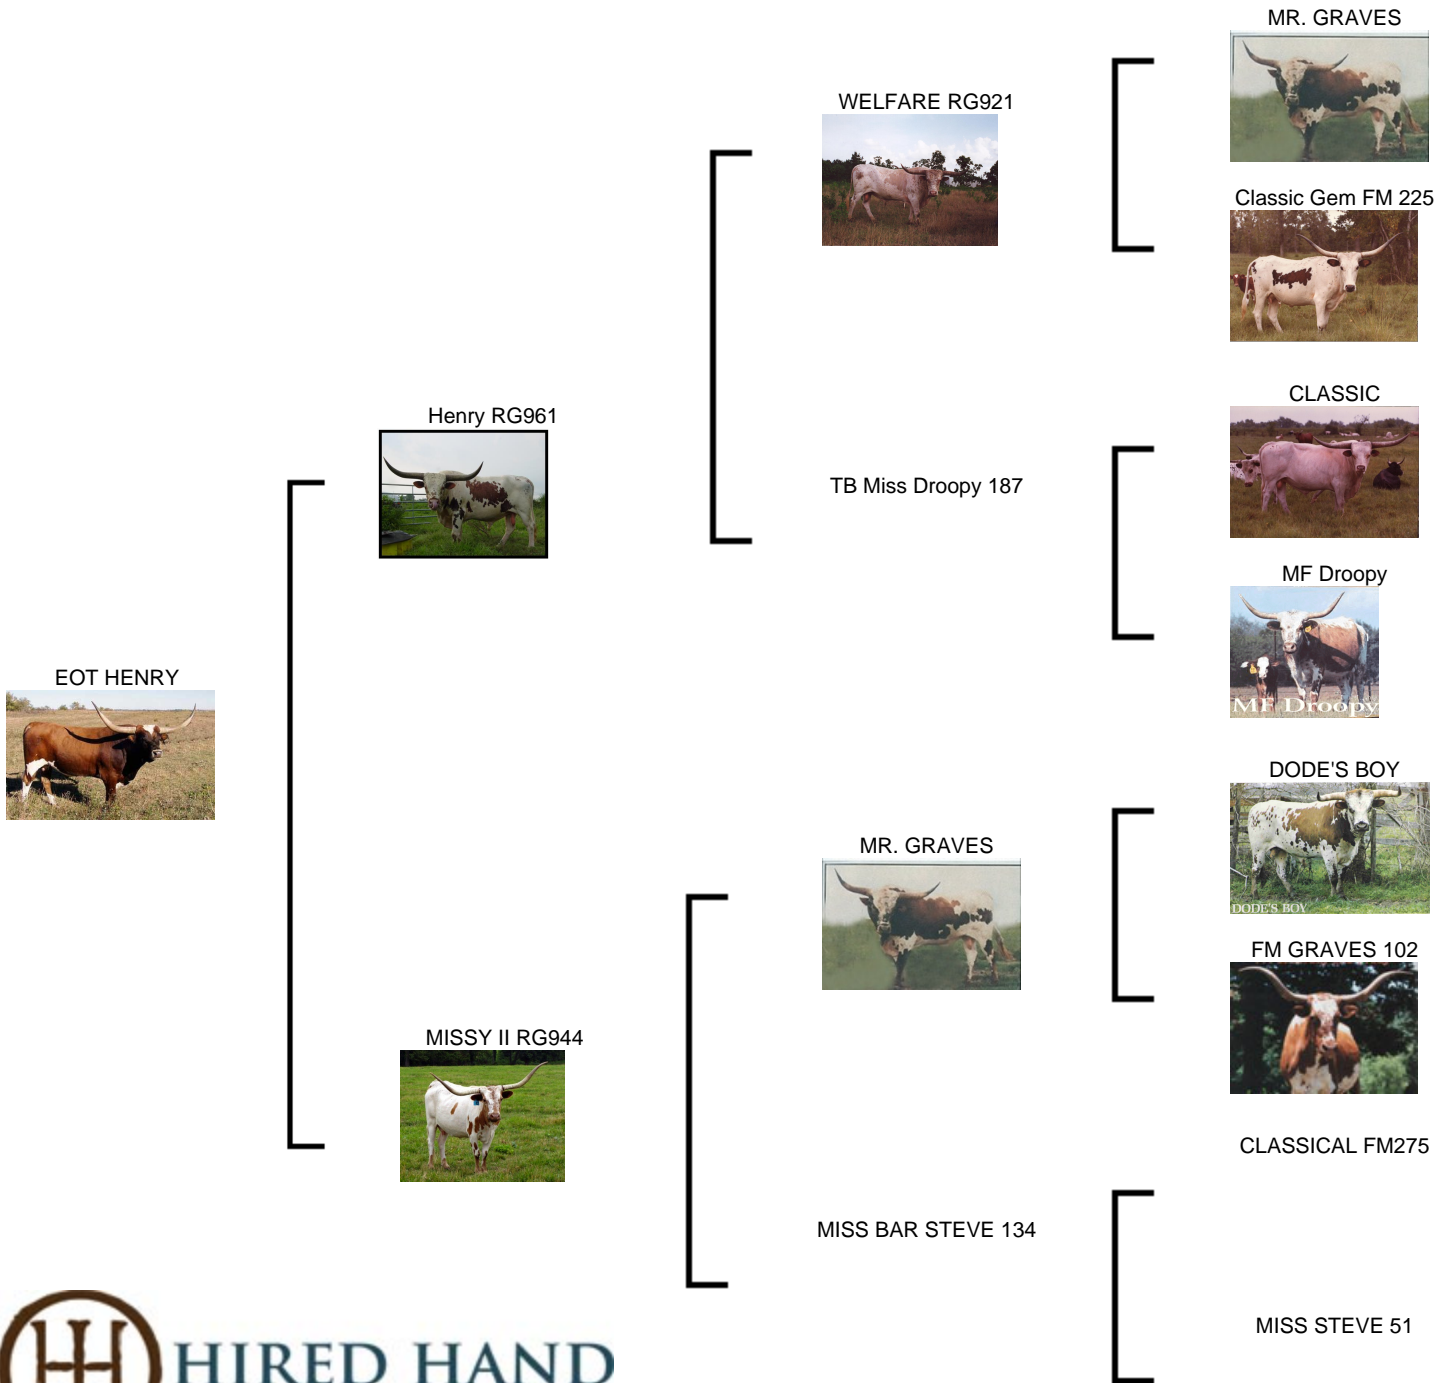 MR. GRAVES
WELFARE RG921
Classic Gem FM 225
CLASSIC
Henry RG961
TB Miss Droopy 187
MF Droopy
MF Droopy
EOT HENRY
DODE'S BOY
DODE'S BOY
MR. GRAVES
FM GRAVES 102
MISSY II RG944
CLASSICAL FM275
MISS BAR STEVE 134
MISS STEVE 51
HIRED HAND